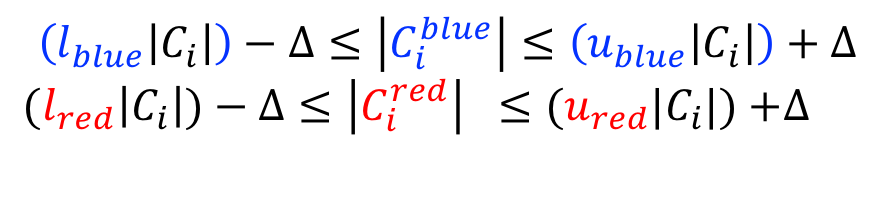 (l_blue|C_i|) − Δ ≤ |C_i^blue| ≤ (u_blue|C_i|) + Δ
(l_red|C_i|) − Δ ≤ |C_i^red| ≤ (u_red|C_i|) +Δ